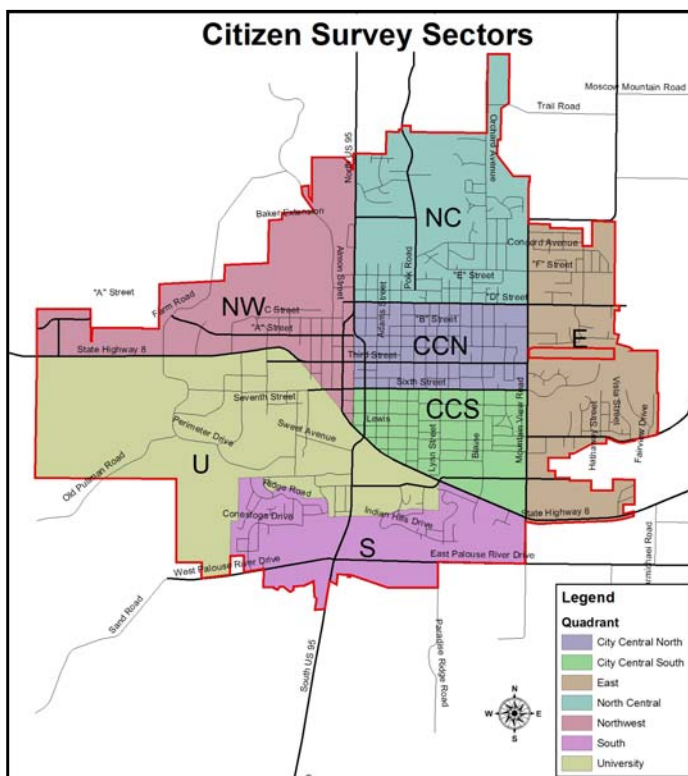 Citizen Survey Sectors
Moscow Mountain Road
Trail Road
Orchard Avenue
North US 95
Baker Extension
NC
Polk Road
Concord Avenue
"F" Street
"E" Street
"D" Street
Almon Street
"A" Street
Farm Road
NW
C Street
"A" Street
Adams Street
"B" Street
CCN
E
State Highway 8
Third Street
Sixth Street
Seventh Street
CCS
Lewis
Mountain View Road
Vista Street
Hathaway Street
Fairview Drive
Sweet Avenue
Perimeter Drive
Lynn Street
Blaise
U
Old Pullman Road
Ridge Road
Conestoga Drive
Indian Hills Drive
State Highway 8
S
East Palouse River Drive
West Palouse River Drive
Sand Road
South US 95
Paradise Ridge Road
armichael Road
Legend
Quadrant
City Central North
City Central South
East
North Central
Northwest
South
University
N
W
E
S